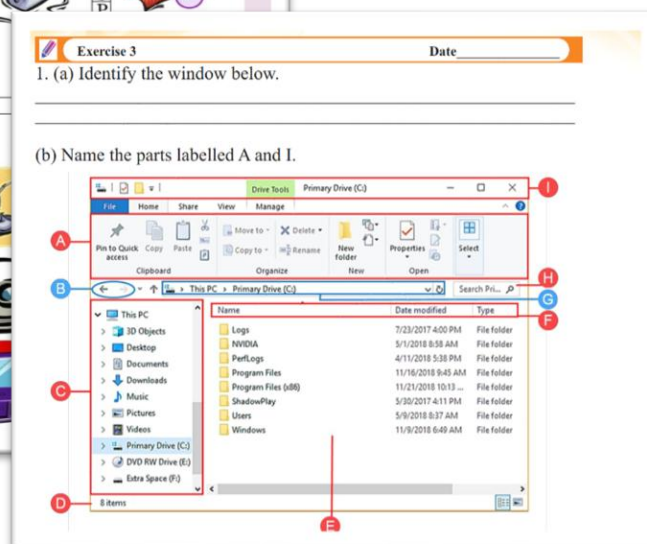 P
Exercise 3 Date
1. (a) Identify the window below.
(b) Name the parts labelled A and I.
Drive Tools Primary Drive (C:)
I
File Home Share View Manage
A
Pin to Quick access Copy Paste Move to Copy to Delete Rename New folder Properties Select
Clipboard Organize New Open
B
This PC Primary Drive (C:) Search Pri...
H
G
Name Date modified Type
F
C
This PC
3D Objects
Desktop
Documents
Downloads
Music
Pictures
Videos
Primary Drive (C:)
DVD RW Drive (E:)
Extra Space (F:)
Logs 7/23/2017 4:00 PM File folder
NVIDIA 5/1/2018 8:58 AM File folder
PerfLogs 4/11/2018 5:38 PM File folder
Program Files 11/16/2018 9:45 AM File folder
Program Files (x86) 11/21/2018 10:13 ... File folder
ShadowPlay 5/30/2017 4:11 PM File folder
Users 5/9/2018 8:37 AM File folder
Windows 11/9/2018 6:49 AM File folder
D
8 items
E